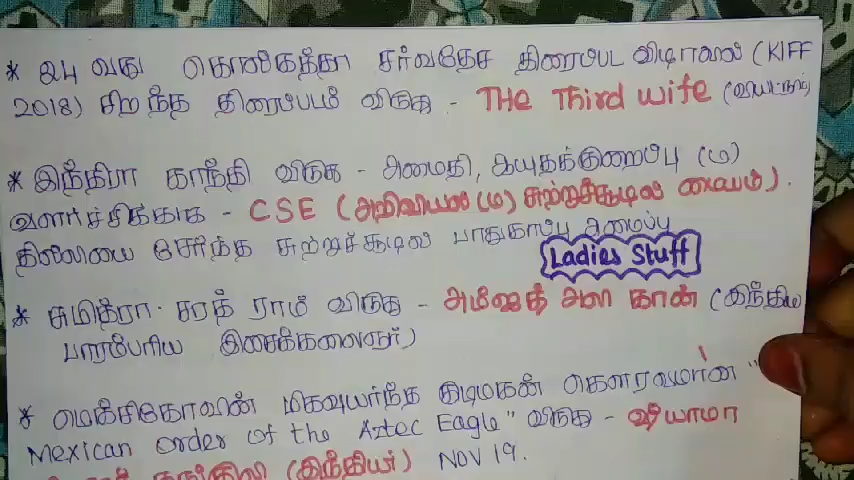 * 24 வது கொல்கத்தா சர்வதேச திரைப்பட விழாவில் (KIFF
2018) சிறந்த திரைப்படம் விருது - THe Third wife (வியட்நாம்)
* இந்திரா காந்தி விருது - அமைதி, ஆயுதக்குறைப்பு (ம)
வளர்ச்சிக்காக - CSE (அறிவியல் (ம) சுற்றுச்சூழல் மையம்).
தில்லியை சேர்ந்த சுற்றுச்சூழல் பாதுகாப்பு அமைப்பு
Ladies Stuff
* சுமித்ரா சரத் ராம் விருது - அம்ஜத் அலி கான் (இந்திய
பாரம்பரிய இசைக்கலைஞர்)
* மெக்சிகோவின் மிகவுயர்ந்த குடிமகன் கௌரவமான "
Mexican order of the Aztec Eagle" விருது - ஷியாமா
(இந்தியர்) NOV 19.